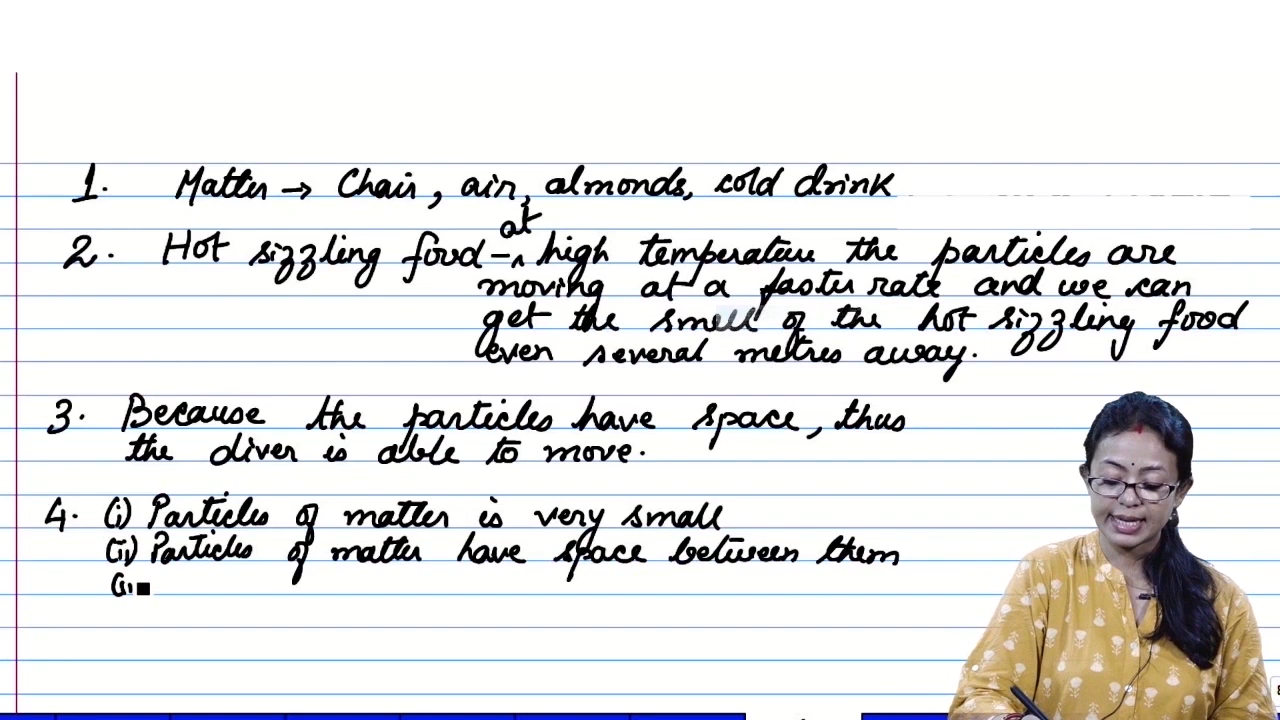 1. Matter → Chair, air, almonds, cold drink
at
2. Hot sizzling food - ^ high temperature the particles are
moving at a faster rate and we can
get the smell of the hot sizzling food
even several metres away.
3. Because the particles have space, thus
the diver is able to move.
4. (i) Particles of matter is very small
(ii) Particles of matter have space between them
(ii